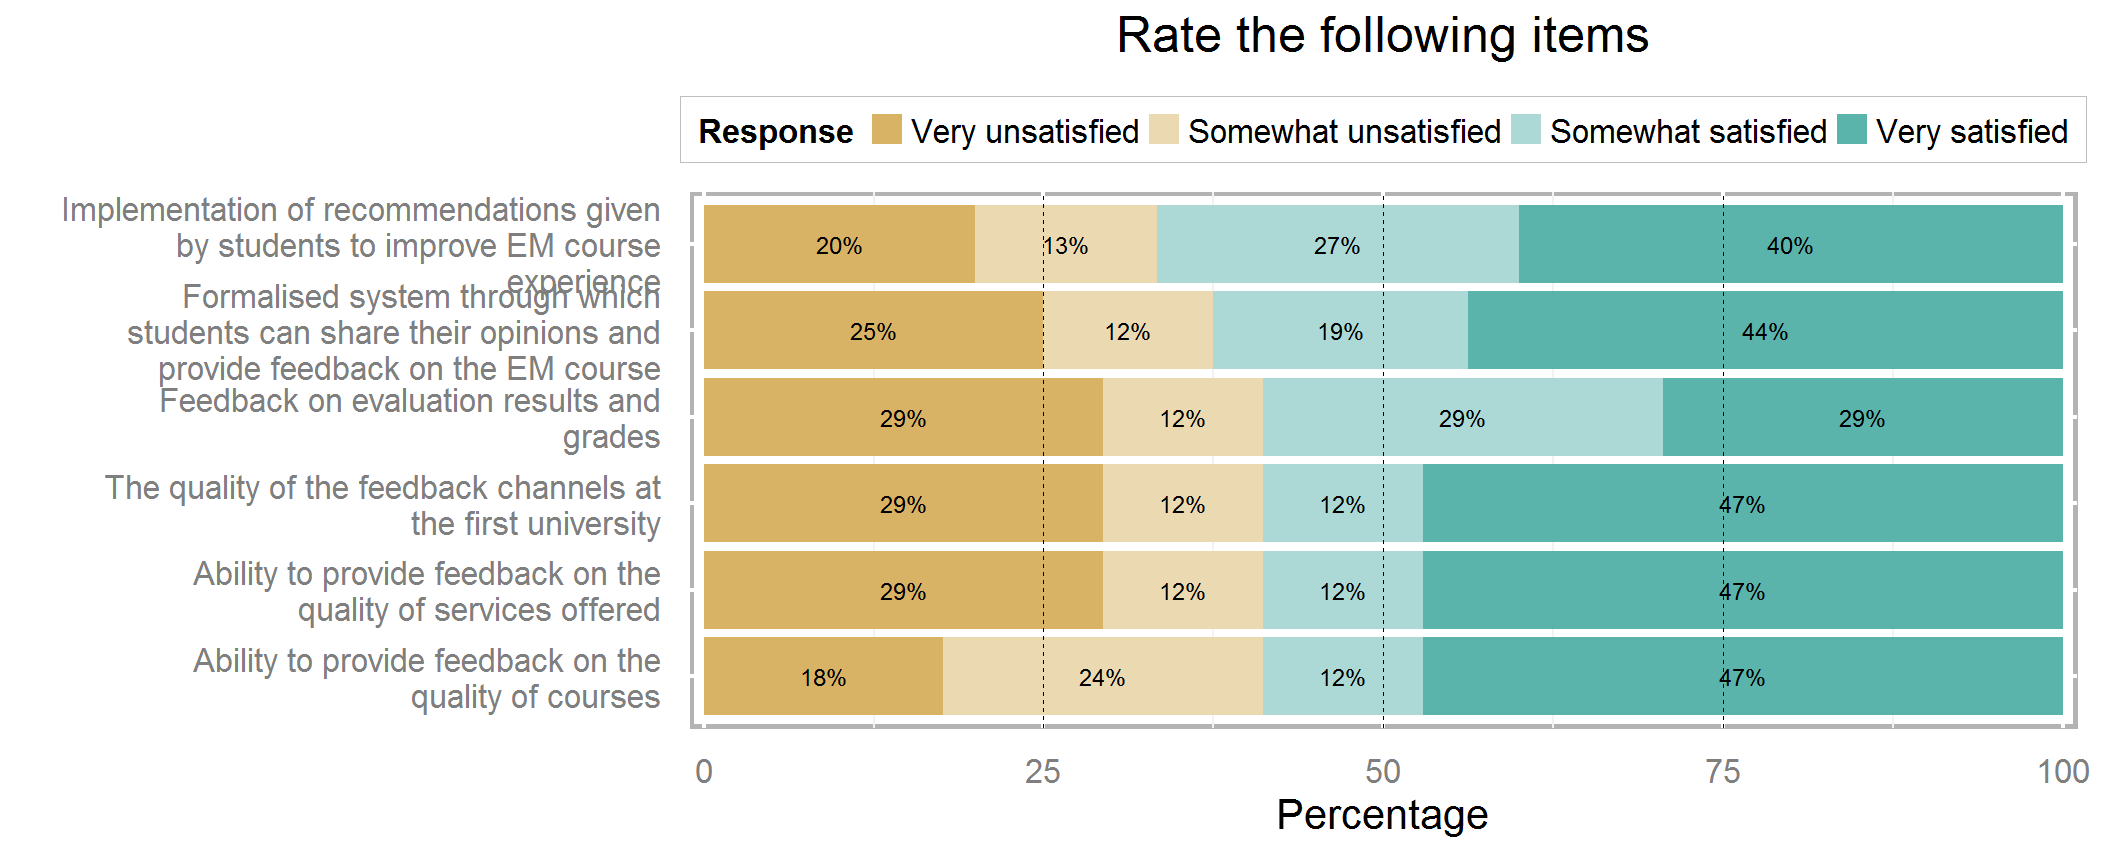 Rate the following items
Response Very unsatisfied Somewhat unsatisfied Somewhat satisfied Very satisfied
Implementation of recommendations given
by students to improve EM course
experience
20% 13% 27% 40%
Formalised system through which
students can share their opinions and
provide feedback on the EM course
25% 12% 19% 44%
Feedback on evaluation results and
grades
29% 12% 29% 29%
The quality of the feedback channels at
the first university
29% 12% 12% 47%
Ability to provide feedback on the
quality of services offered
29% 12% 12% 47%
Ability to provide feedback on the
quality of courses
18% 24% 12% 47%
0 25 50 75 100
Percentage